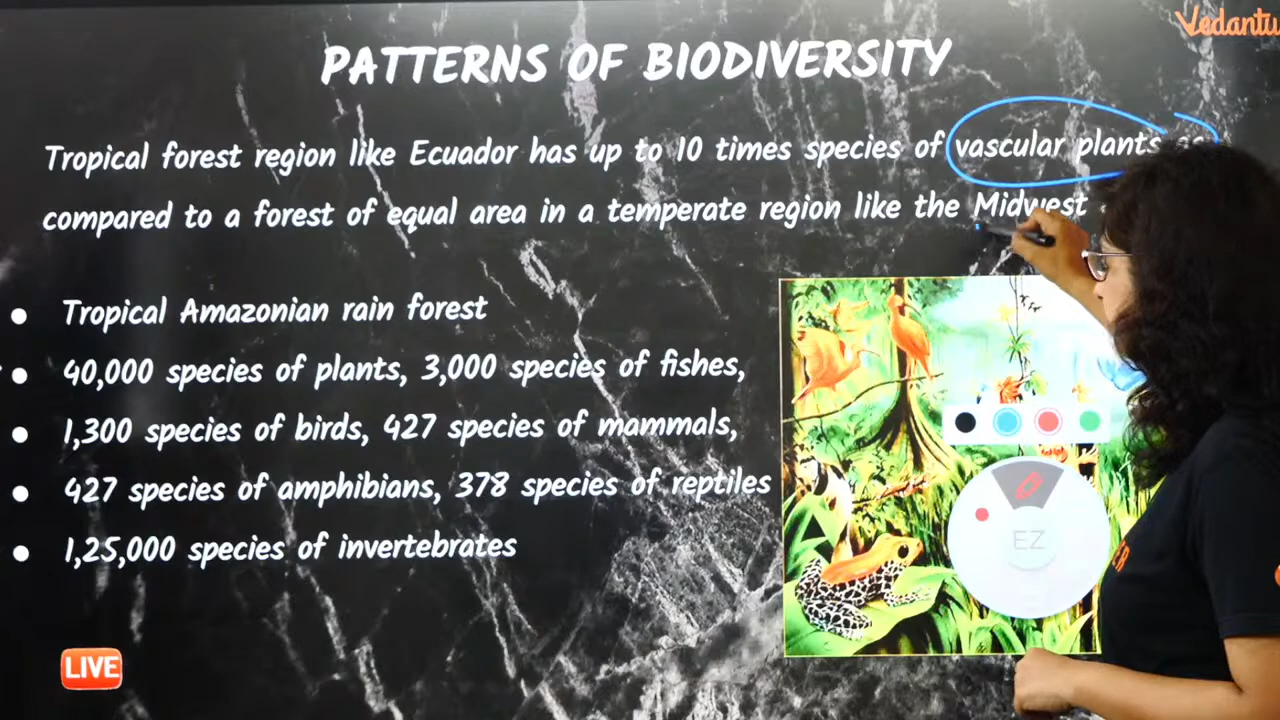 Vedantu
PATTERNS OF BIODIVERSITY
Tropical forest region like Ecuador has up to 10 times species of vascular plants as
compared to a forest of equal area in a temperate region like the Midwest
Tropical Amazonian rain forest
40,000 species of plants, 3,000 species of fishes,
1,300 species of birds, 427 species of mammals,
427 species of amphibians, 378 species of reptiles
1,25,000 species of invertebrates
EZ
LIVE